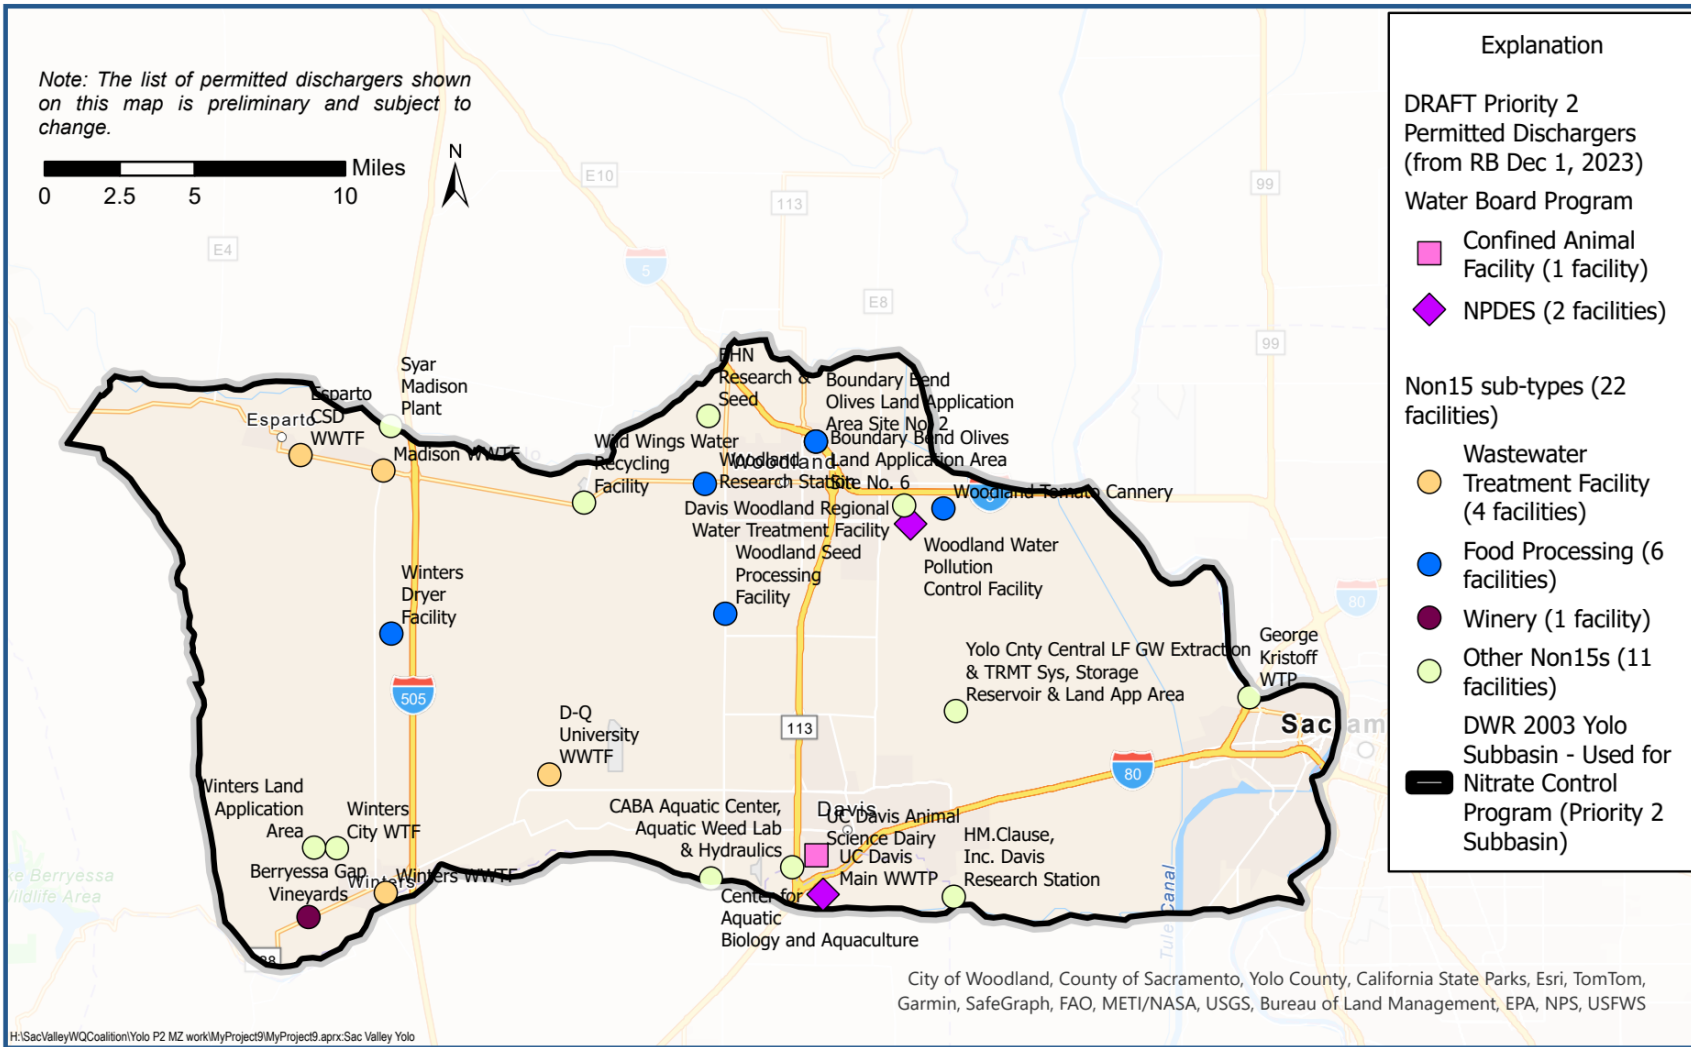 Note: The list of permitted dischargers shown
on this map is preliminary and subject to
change.
Miles
0 2.5 5 10
N
E10
113
99
E4
5
E8
99
Syar
Madison
Plant
Esparto
CSD
WWTF
Esparto
Madison WWTF
Research &
Seed
Boundary Bend
Olives Land Application
Area Site No. 2
Boundary Bend Olives
Land Application Area
Site No. 6
Wild Wings Water
Recycling
Facility
Woodland
Woodland
Research Station
Woodland Tomato Cannery
Davis Woodland Regional
Water Treatment Facility
Woodland Water
Pollution
Control Facility
Woodland Seed
Processing
Facility
Winters
Dryer
Facility
505
80
George
Kristoff
WTP
Yolo Cnty Central LF GW Extraction
& TRMT Sys, Storage
Reservoir & Land App Area
D-Q
University
WWTF
113
80
Sacram
Winters Land
Application
Area
Winters
City WTF
CABA Aquatic Center,
Aquatic Weed Lab
& Hydraulics
Davis
UC Davis Animal
Science Dairy
UC Davis
Main WWTP
HM.Clause,
Inc. Davis
Research Station
Berryessa Gap
Vineyards
Winters
Winters WWTF
Center for
Aquatic
Biology and Aquaculture
Berryessa
Wildlife Area
Tule Canal
Explanation
DRAFT Priority 2
Permitted Dischargers
(from RB Dec 1, 2023)
Water Board Program
Confined Animal
Facility (1 facility)
NPDES (2 facilities)
Non15 sub-types (22
facilities)
Wastewater
Treatment Facility
(4 facilities)
Food Processing (6
facilities)
Winery (1 facility)
Other Non15s (11
facilities)
DWR 2003 Yolo
Subbasin - Used for
Nitrate Control
Program (Priority 2
Subbasin)
City of Woodland, County of Sacramento, Yolo County, California State Parks, Esri, TomTom,
Garmin, SafeGraph, FAO, METI/NASA, USGS, Bureau of Land Management, EPA, NPS, USFWS
H:\SacValleyWQCoalition\Yolo P2 MZ work\MyProject9\MyProject9.aprx:Sac Valley Yolo